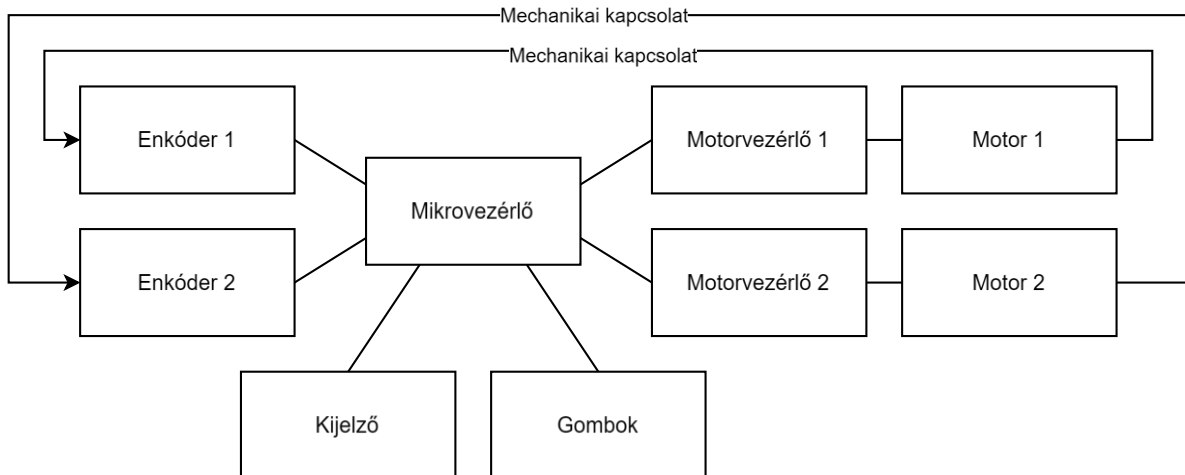 Mechanikai kapcsolat
Mechanikai kapcsolat
Enkóder 1
Motorvezérlő 1
Motor 1
Mikrovezérlő
Enkóder 2
Motorvezérlő 2
Motor 2
Kijelző
Gombok